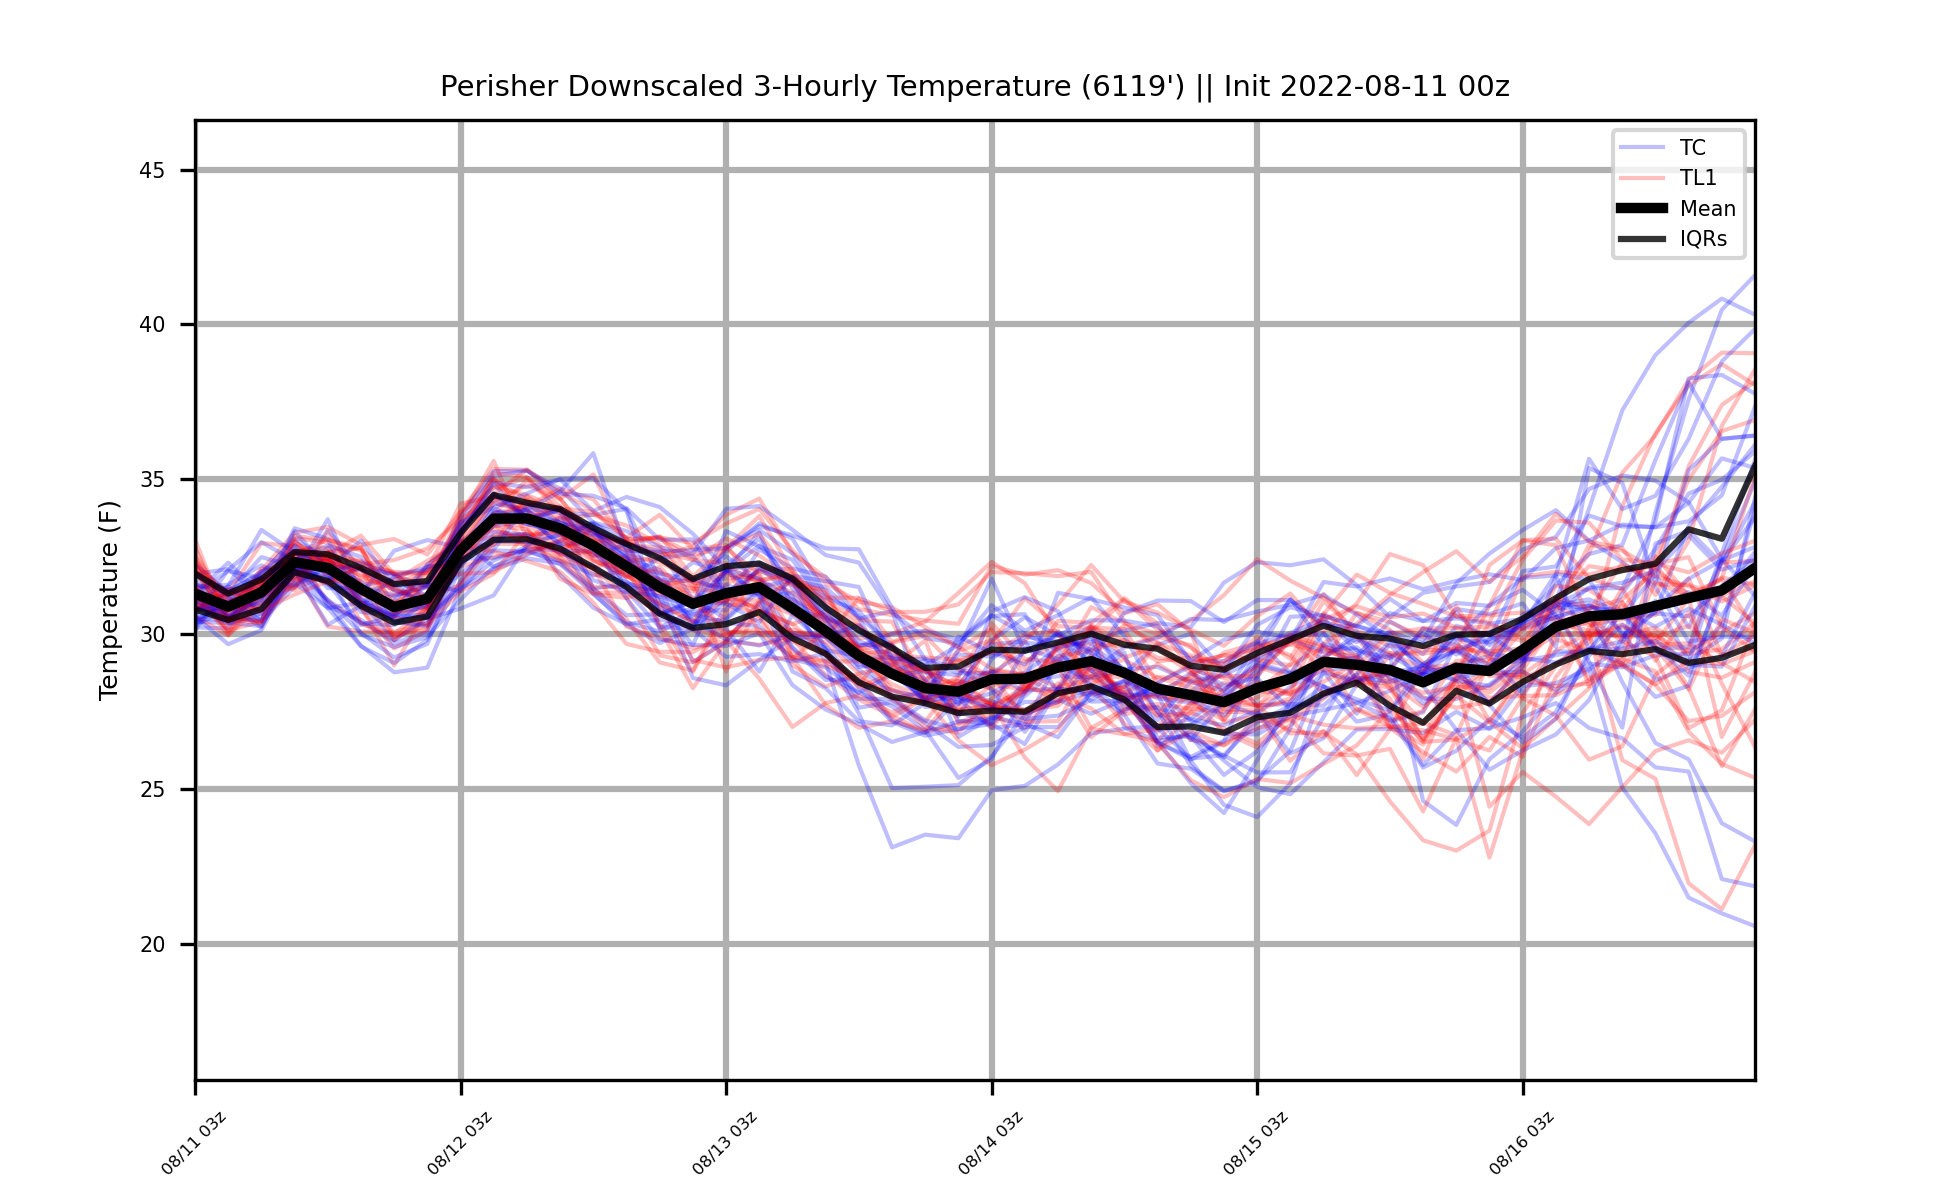 Perisher Downscaled 3-Hourly Temperature (6119') || Init 2022-08-11 00z
TC
TL1
Mean
IQRs
Temperature (F)
45
40
35
30
25
20
08/11 03z
08/12 03z
08/13 03z
08/14 03z
08/15 03z
08/16 03z